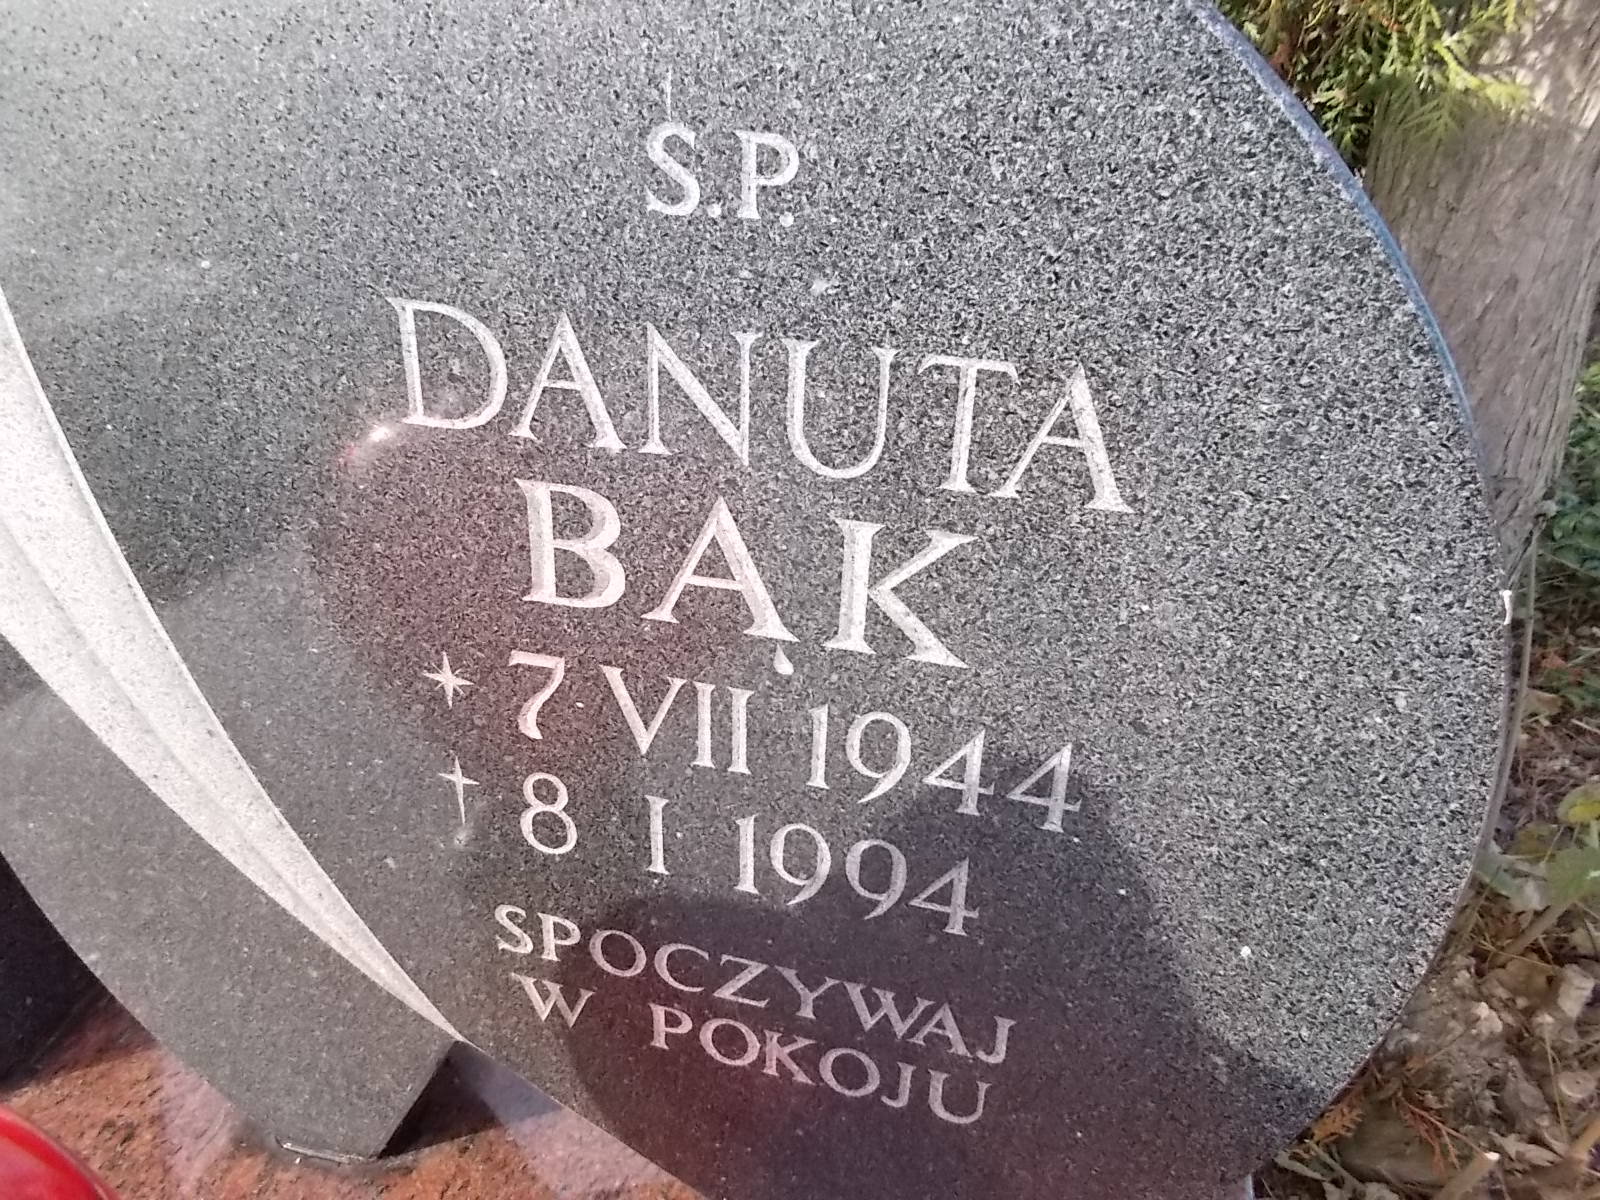 Ś.P.
DANUTA
BĄK
* 7 VII 1944
† 8 I 1994
SPOCZYWAJ
W POKOJU